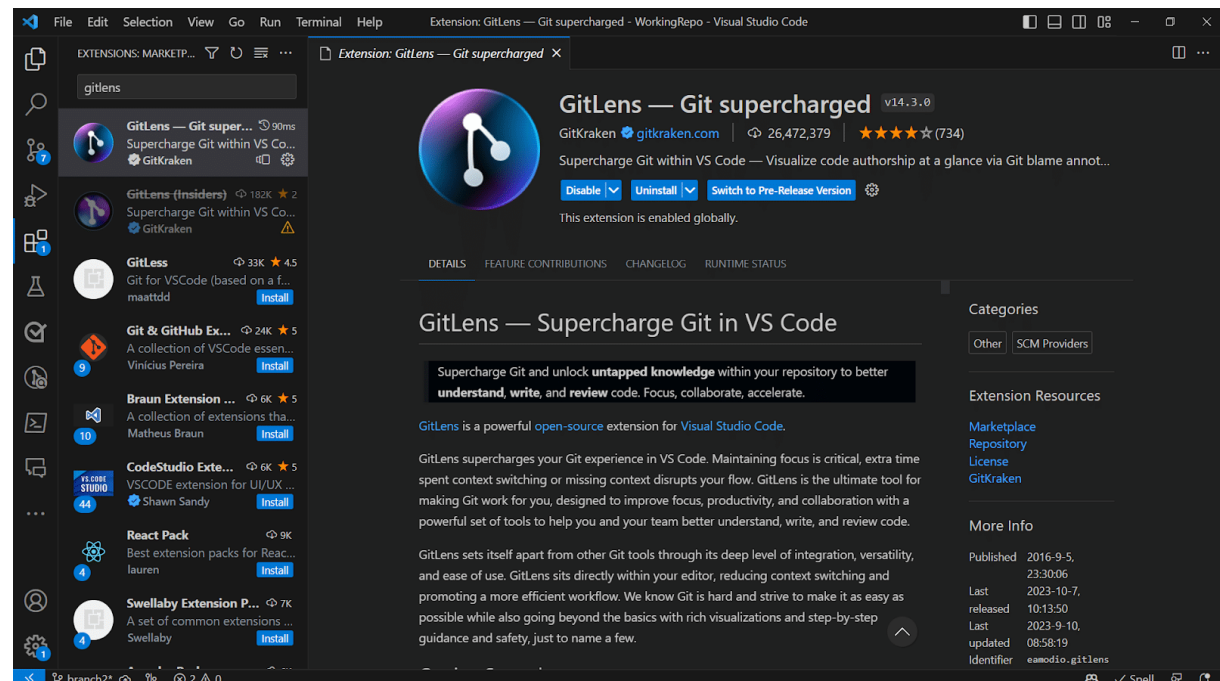 File Edit Selection View Go Run Terminal Help Extension: GitLens — Git supercharged - WorkingRepo - Visual Studio Code
EXTENSIONS: MARKETP...
gitlens
GitLens — Git super... 90ms
Supercharge Git within VS Co...
GitKraken
GitLens (Insiders) 182K 2
Supercharge Git within VS Co...
GitKraken
GitLess 33K 4.5
Git for VSCode (based on a f...
maattdd Install
Git & GitHub Ex... 24K 5
A collection of VSCode essen...
9 Vinícius Pereira Install
Braun Extension ... 6K 5
A collection of extensions tha...
10 Matheus Braun Install
CodeStudio Exte... 6K 5
VS.CODE STUDIO
VSCODE extension for UI/UX ...
44 Shawn Sandy Install
React Pack 9K
Best extension packs for Reac...
4 lauren Install
Swellaby Extension P... 7K
A set of common extensions ...
4 Swellaby Install
7
1
1
branch2* 2 0
Extension: GitLens — Git supercharged
GitLens — Git supercharged v14.3.0
GitKraken gitkraken.com 26,472,379 (734)
Supercharge Git within VS Code — Visualize code authorship at a glance via Git blame annot...
Disable Uninstall Switch to Pre-Release Version
This extension is enabled globally.
DETAILS FEATURE CONTRIBUTIONS CHANGELOG RUNTIME STATUS
GitLens — Supercharge Git in VS Code
Supercharge Git and unlock untapped knowledge within your repository to better
understand, write, and review code. Focus, collaborate, accelerate.
GitLens is a powerful open-source extension for Visual Studio Code.
GitLens supercharges your Git experience in VS Code. Maintaining focus is critical, extra time
spent context switching or missing context disrupts your flow. GitLens is the ultimate tool for
making Git work for you, designed to improve focus, productivity, and collaboration with a
powerful set of tools to help you and your team better understand, write, and review code.
GitLens sets itself apart from other Git tools through its deep level of integration, versatility,
and ease of use. GitLens sits directly within your editor, reducing context switching and
promoting a more efficient workflow. We know Git is hard and strive to make it as easy as
possible while also going beyond the basics with rich visualizations and step-by-step
guidance and safety, just to name a few.
Categories
Other SCM Providers
Extension Resources
Marketplace
Repository
License
GitKraken
More Info
Published 2016-9-5,
23:30:06
Last 2023-10-7,
released 10:13:50
Last 2023-9-10,
updated 08:58:19
Identifier eamodio.gitlens
Spell